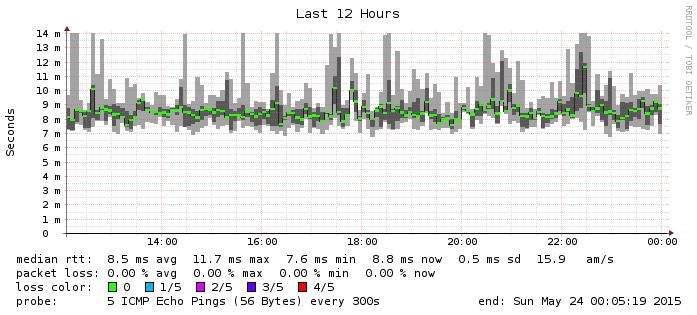 Last 12 Hours
RRDTOOL / TOBI OETIKER
Seconds
14 m
13 m
12 m
11 m
10 m
9 m
8 m
7 m
6 m
5 m
4 m
3 m
2 m
1 m
0
14:00 16:00 18:00 20:00 22:00 00:00
median rtt: 8.5 ms avg 11.7 ms max 7.6 ms min 8.8 ms now 0.5 ms sd 15.9 am/s
packet loss: 0.00 % avg 0.00 % max 0.00 % min 0.00 % now
loss color: 0 1/5 2/5 3/5 4/5
probe: 5 ICMP Echo Pings (56 Bytes) every 300s end: Sun May 24 00:05:19 2015